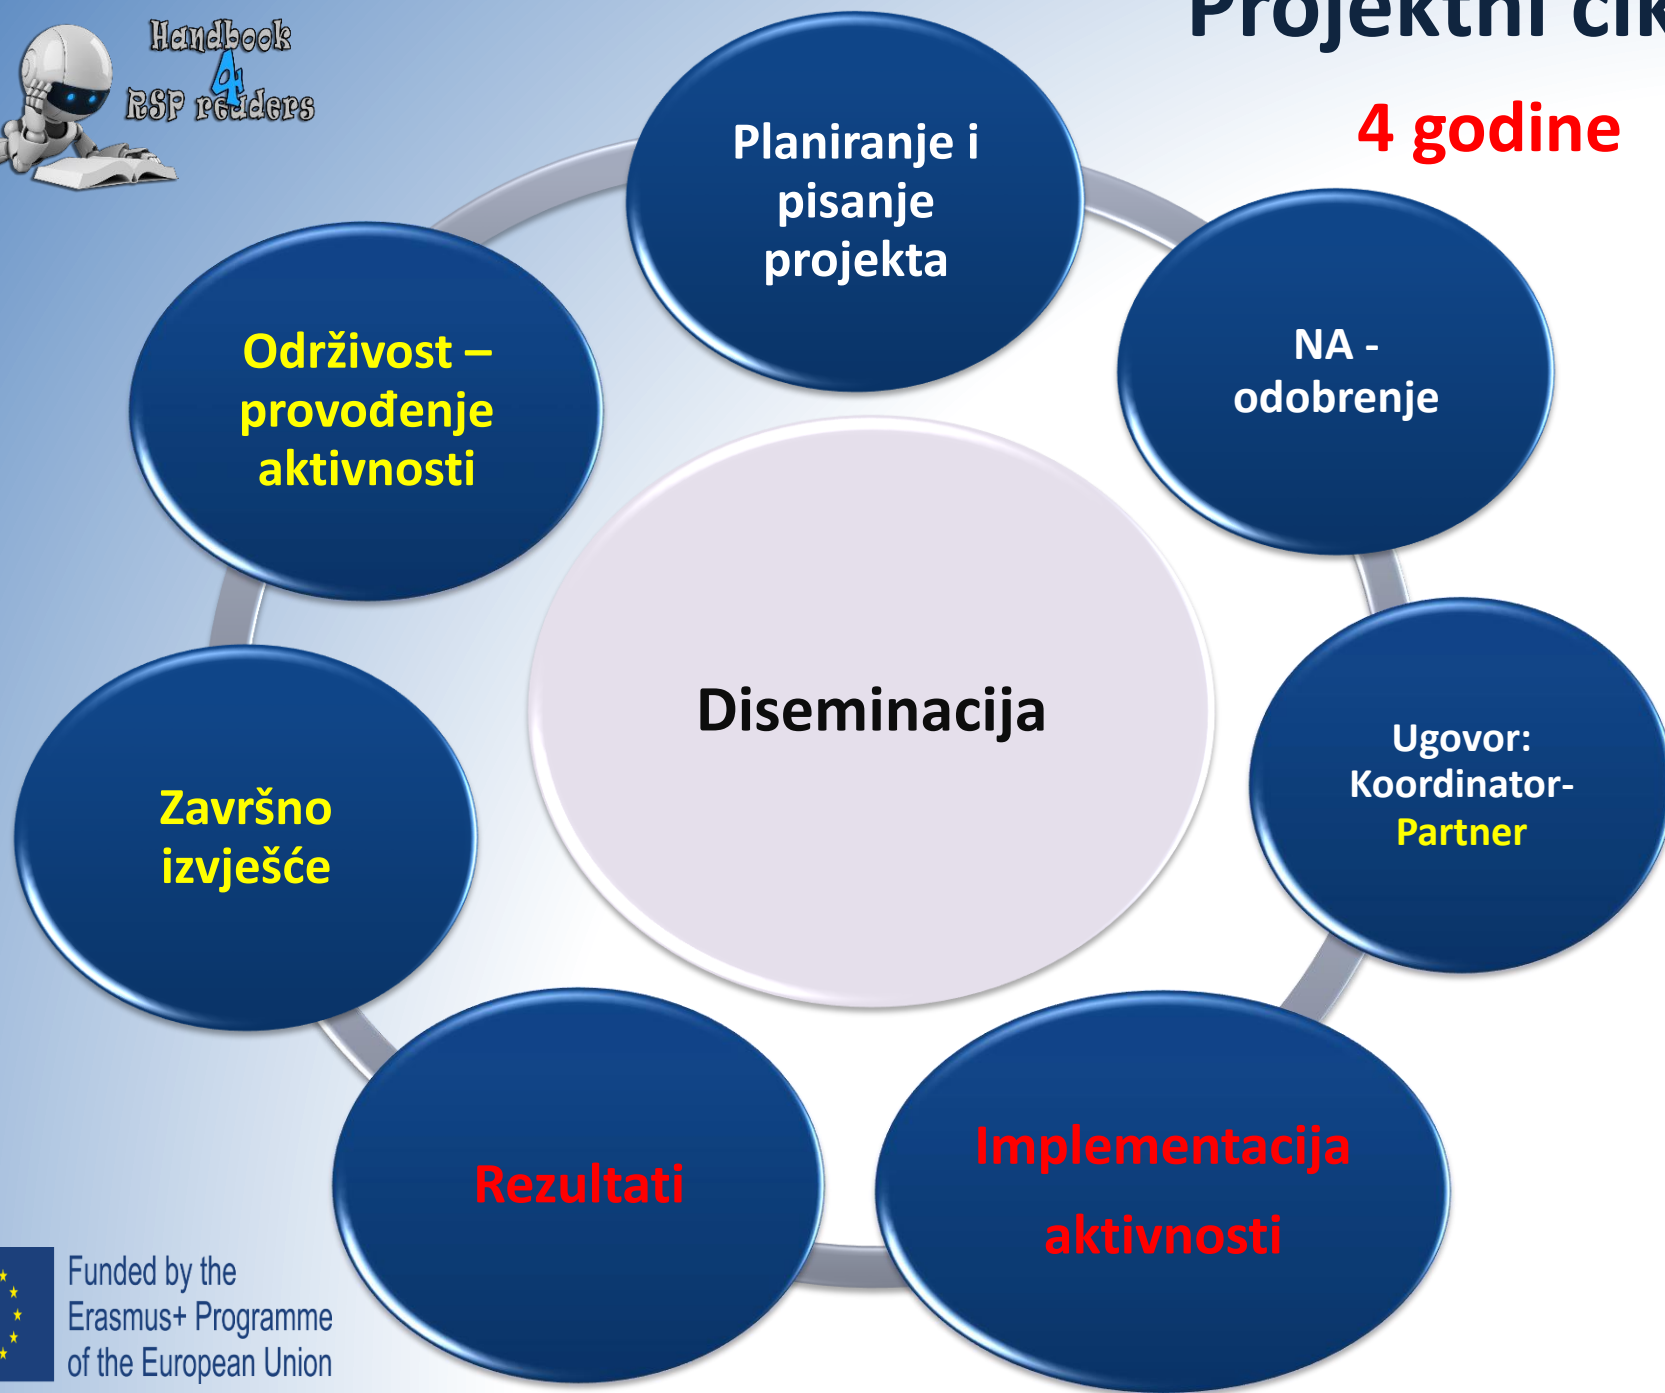 Handbook
4
RSP readers
Projektni cik
4 godine
Planiranje i
pisanje
projekta
NA -
odobrenje
Ugovor:
Koordinator-
Partner
Implementacija
aktivnosti
Rezultati
Završno
izvješće
Održivost –
provođenje
aktivnosti
Diseminacija
Funded by the
Erasmus+ Programme
of the European Union